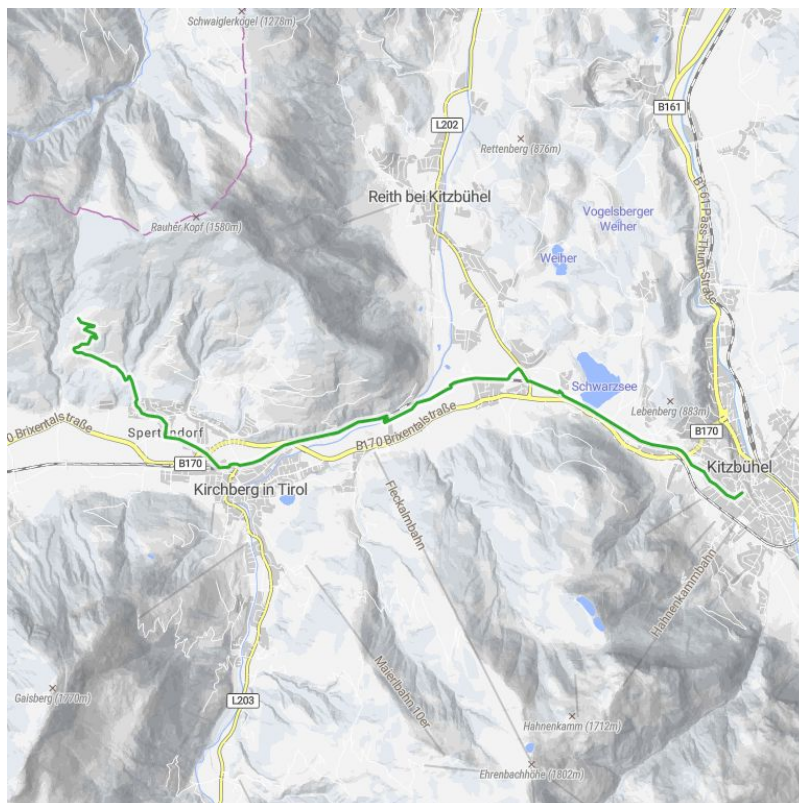 Schwaiglerkogel (1278m)
B161
L202
Rettenberg (876m)
Reith bei Kitzbühel
Vogelsberger
Weiher
Rauher Kopf (1580m)
Weiher
B161 Pass-Thurn-Straße
Schwarzsee
Lebenberg (883m)
B170 Brixentalstraße
0 Brixentalstraße
Spertendorf
B170
B170
Kitzbühel
Kirchberg in Tirol
Fleckalmbahn
Hahnenkammbahn
Maierlbahn 10er
Gaisberg (1770m)
L203
Hahnenkamm (1712m)
Ehrenbachhöhe (1802m)